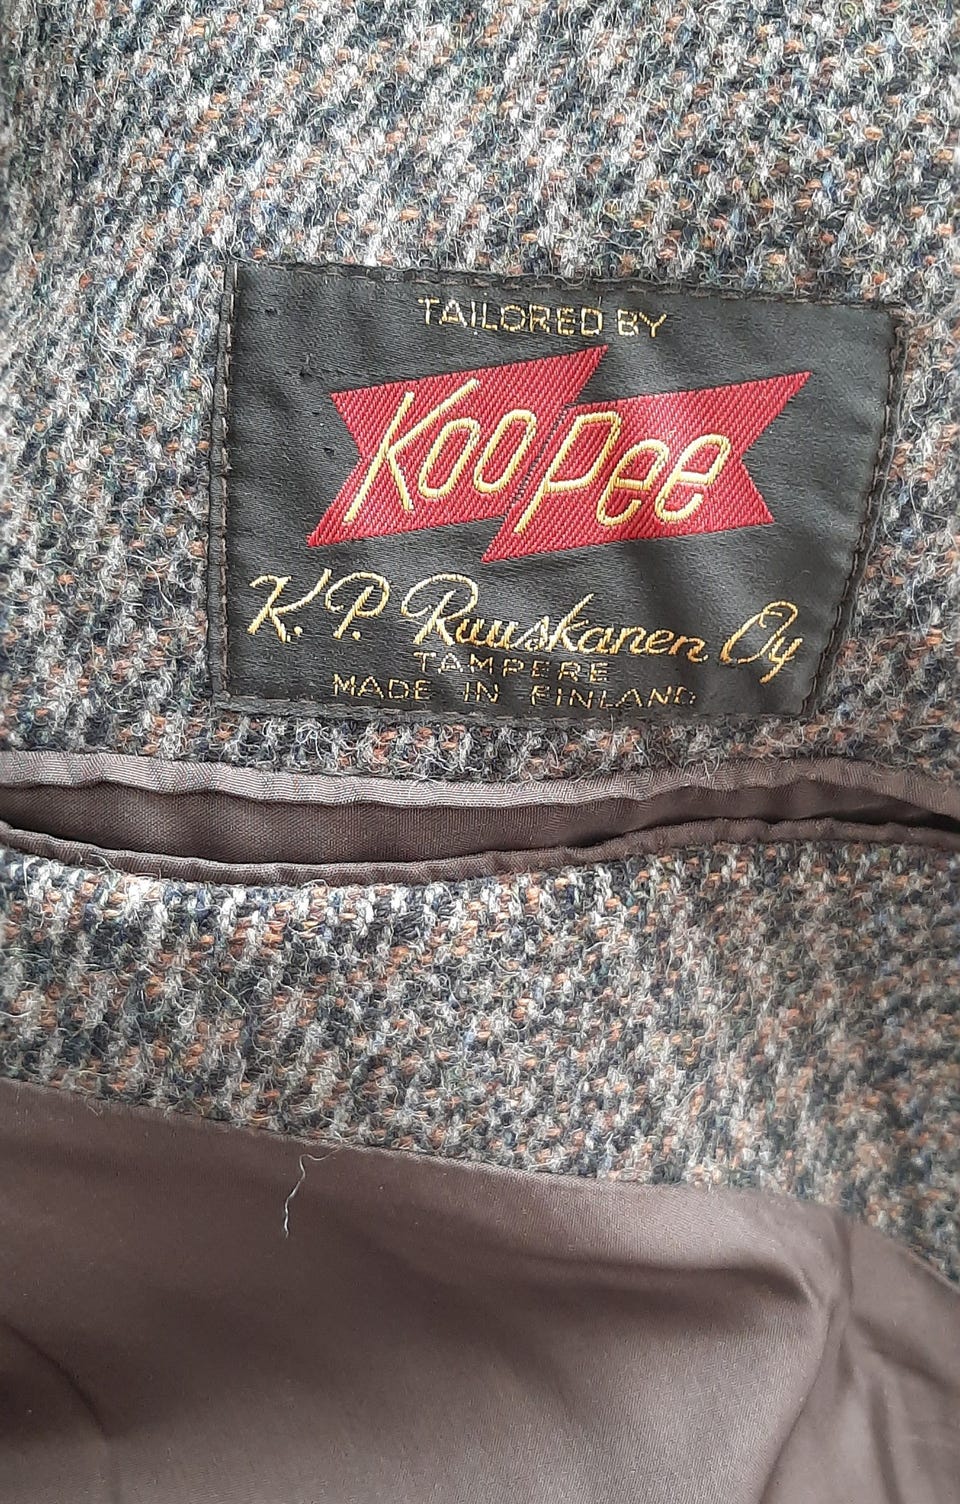 TAILORED BY
Koopee
K.P. Ruuskanen Oy
TAMPERE
MADE IN FINLAND